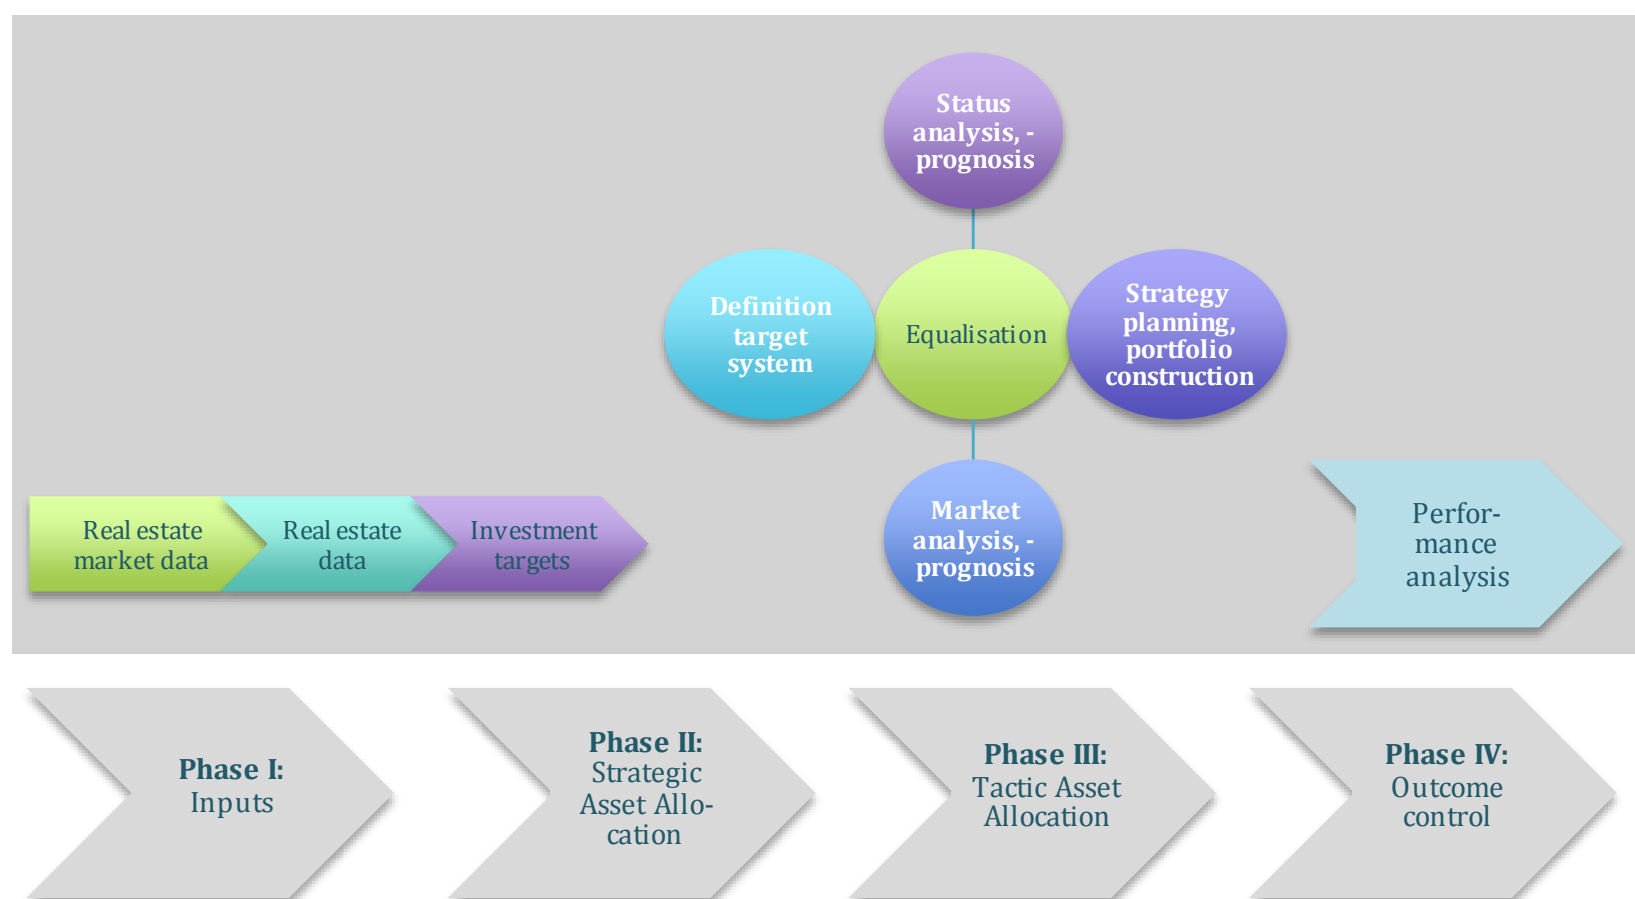 Status
analysis, -
prognosis
Definition
target
system
Equalisation
Strategy
planning,
portfolio
construction
Market
analysis, -
prognosis
Real estate
market data
Real estate
data
Investment
targets
Perfor-
mance
analysis
Phase I:
Inputs
Phase II:
Strategic
Asset Allo-
cation
Phase III:
Tactic Asset
Allocation
Phase IV:
Outcome
control